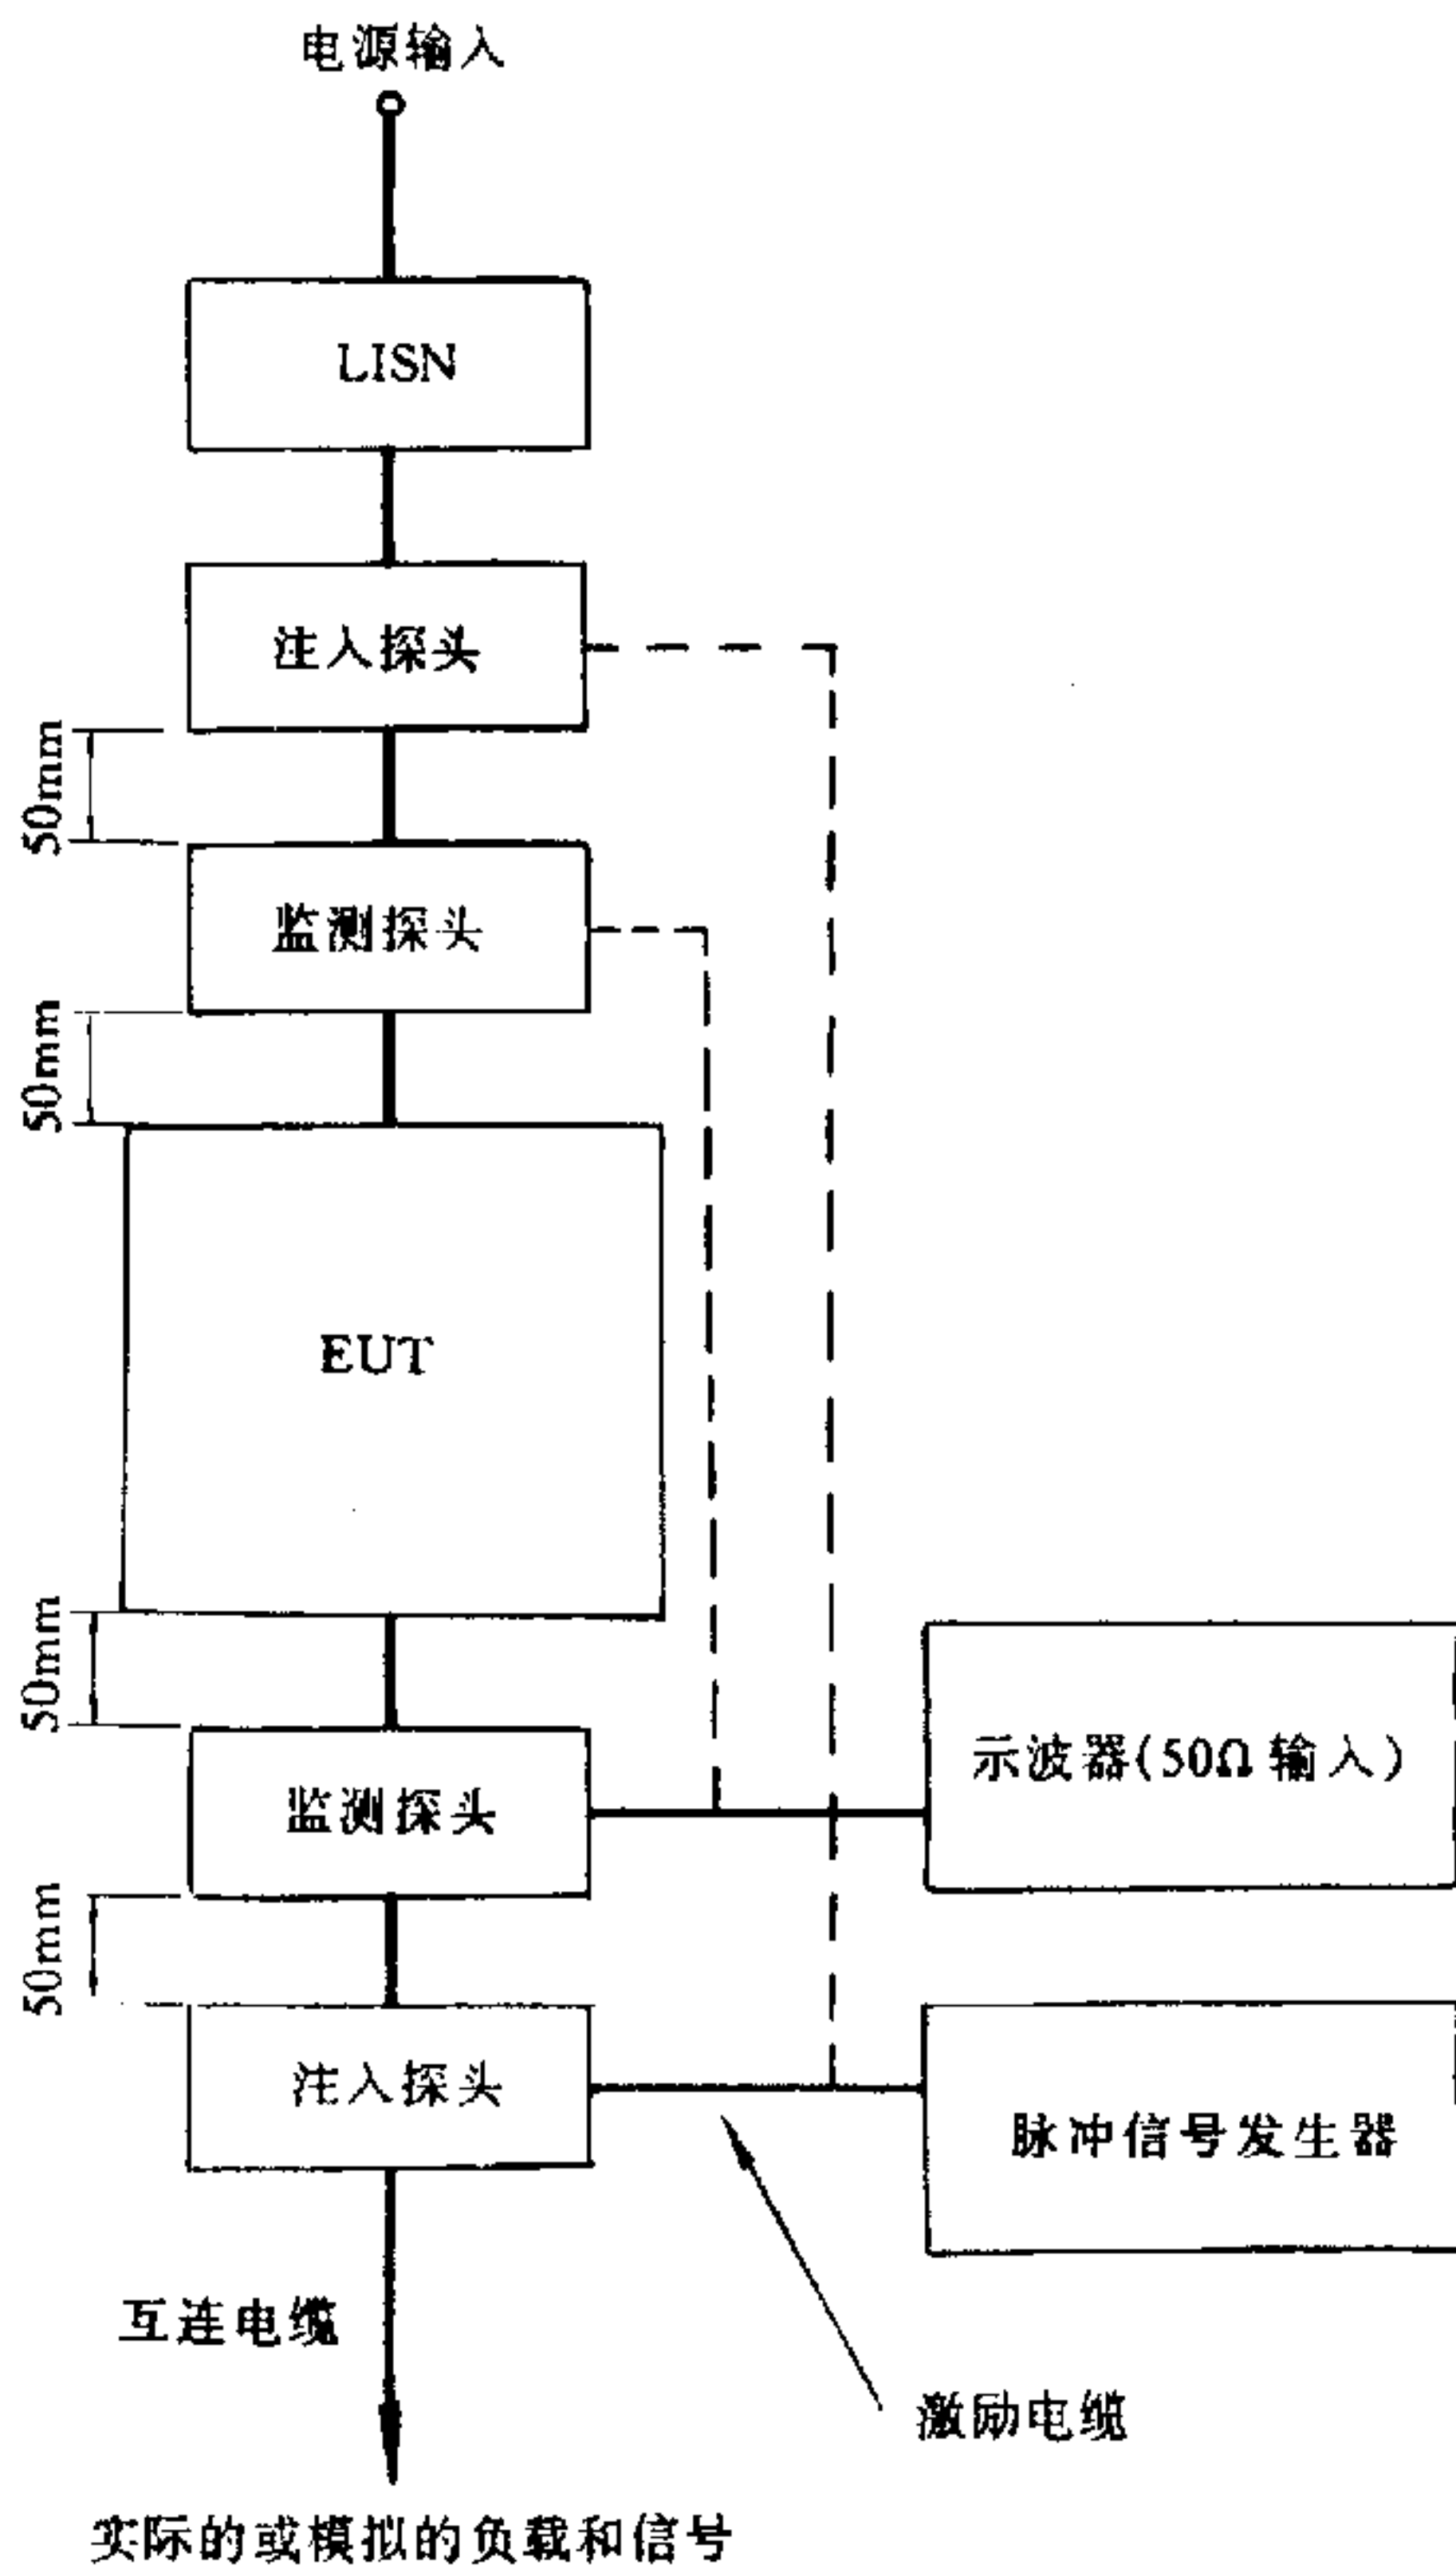 电源输入
LISN
注入探头
50mm
监测探头
50mm
EUT
50mm
监测探头
示波器(50Ω 输入)
50mm
注入探头
脉冲信号发生器
互连电缆
激励电缆
实际的或模拟的负载和信号